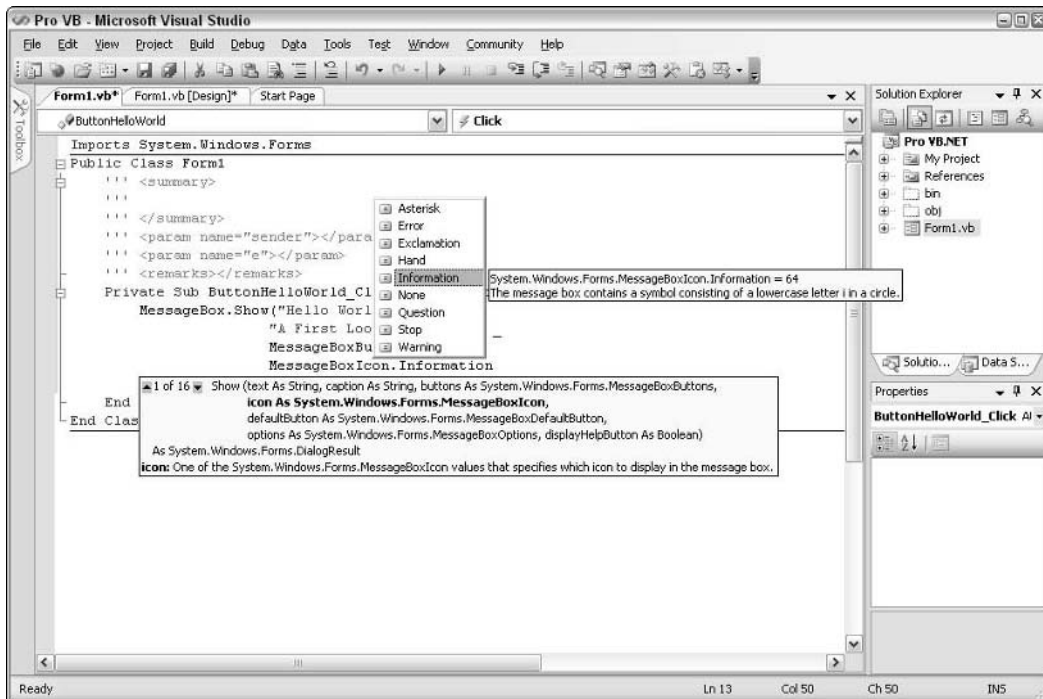 Pro VB - Microsoft Visual Studio
File Edit View Project Build Debug Data Tools Test Window Community Help
Toolbox
Form1.vb* Form1.vb [Design]* Start Page
ButtonHelloWorld Click
Imports System.Windows.Forms
Public Class Form1
''' <summary>
'''
''' </summary>
''' <param name="sender"></para
''' <param name="e"></param>
''' <remarks></remarks>
Private Sub ButtonHelloWorld_Cl
MessageBox.Show("Hello Worl
"A First Loo _
MessageBoxBu
MessageBoxIcon.Information
End
End Clas
Asterisk
Error
Exclamation
Hand
Information
None
Question
Stop
Warning
System.Windows.Forms.MessageBoxIcon.Information = 64
The message box contains a symbol consisting of a lowercase letter i in a circle.
1 of 16 Show (text As String, caption As String, buttons As System.Windows.Forms.MessageBoxButtons,
icon As System.Windows.Forms.MessageBoxIcon,
defaultButton As System.Windows.Forms.MessageBoxDefaultButton,
options As System.Windows.Forms.MessageBoxOptions, displayHelpButton As Boolean)
As System.Windows.Forms.DialogResult
icon: One of the System.Windows.Forms.MessageBoxIcon values that specifies which icon to display in the message box.
Solution Explorer
Pro VB.NET
My Project
References
bin
obj
Form1.vb
Solutio... Data S...
Properties
ButtonHelloWorld_Click
Ready Ln 13 Col 50 Ch 50 INS